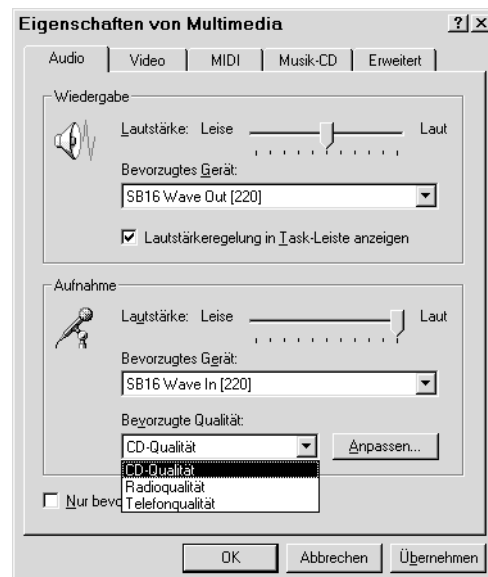 Eigenschaften von Multimedia ? ×
Audio Video MIDI Musik-CD Erweitert
Wiedergabe
Lautstärke: Leise Laut
Bevorzugtes Gerät:
SB16 Wave Out [220]
Lautstärkeregelung in Task-Leiste anzeigen
Aufnahme
Lautstärke: Leise Laut
Bevorzugtes Gerät:
SB16 Wave In [220]
Bevorzugte Qualität:
CD-Qualität Anpassen...
CD-Qualität
Radioqualität
Telefonqualität
Nur
OK Abbrechen Übernehmen